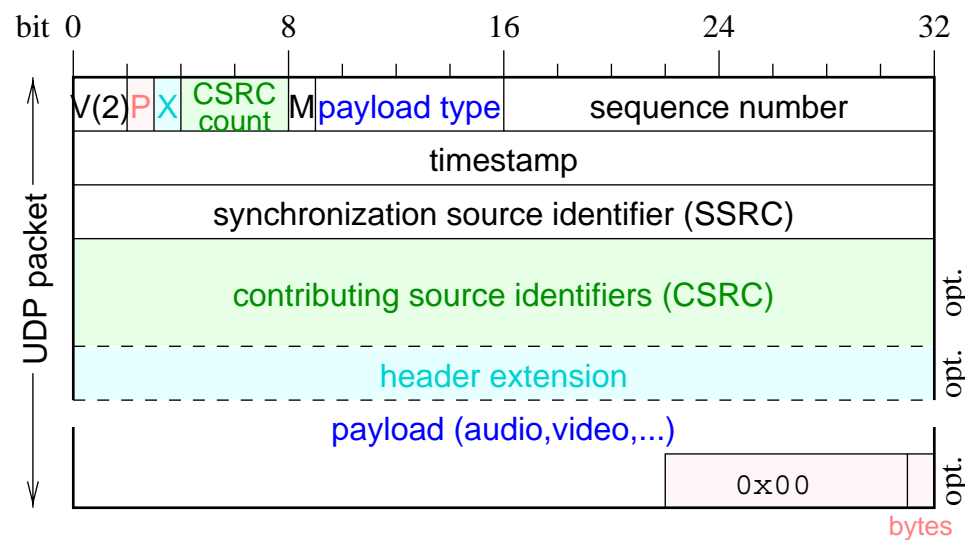 bit 0 8 16 24 32
V(2) P X CSRC count M payload type sequence number
timestamp
synchronization source identifier (SSRC)
contributing source identifiers (CSRC) opt.
header extension opt.
payload (audio,video,...)
0x00 opt.
bytes
UDP packet